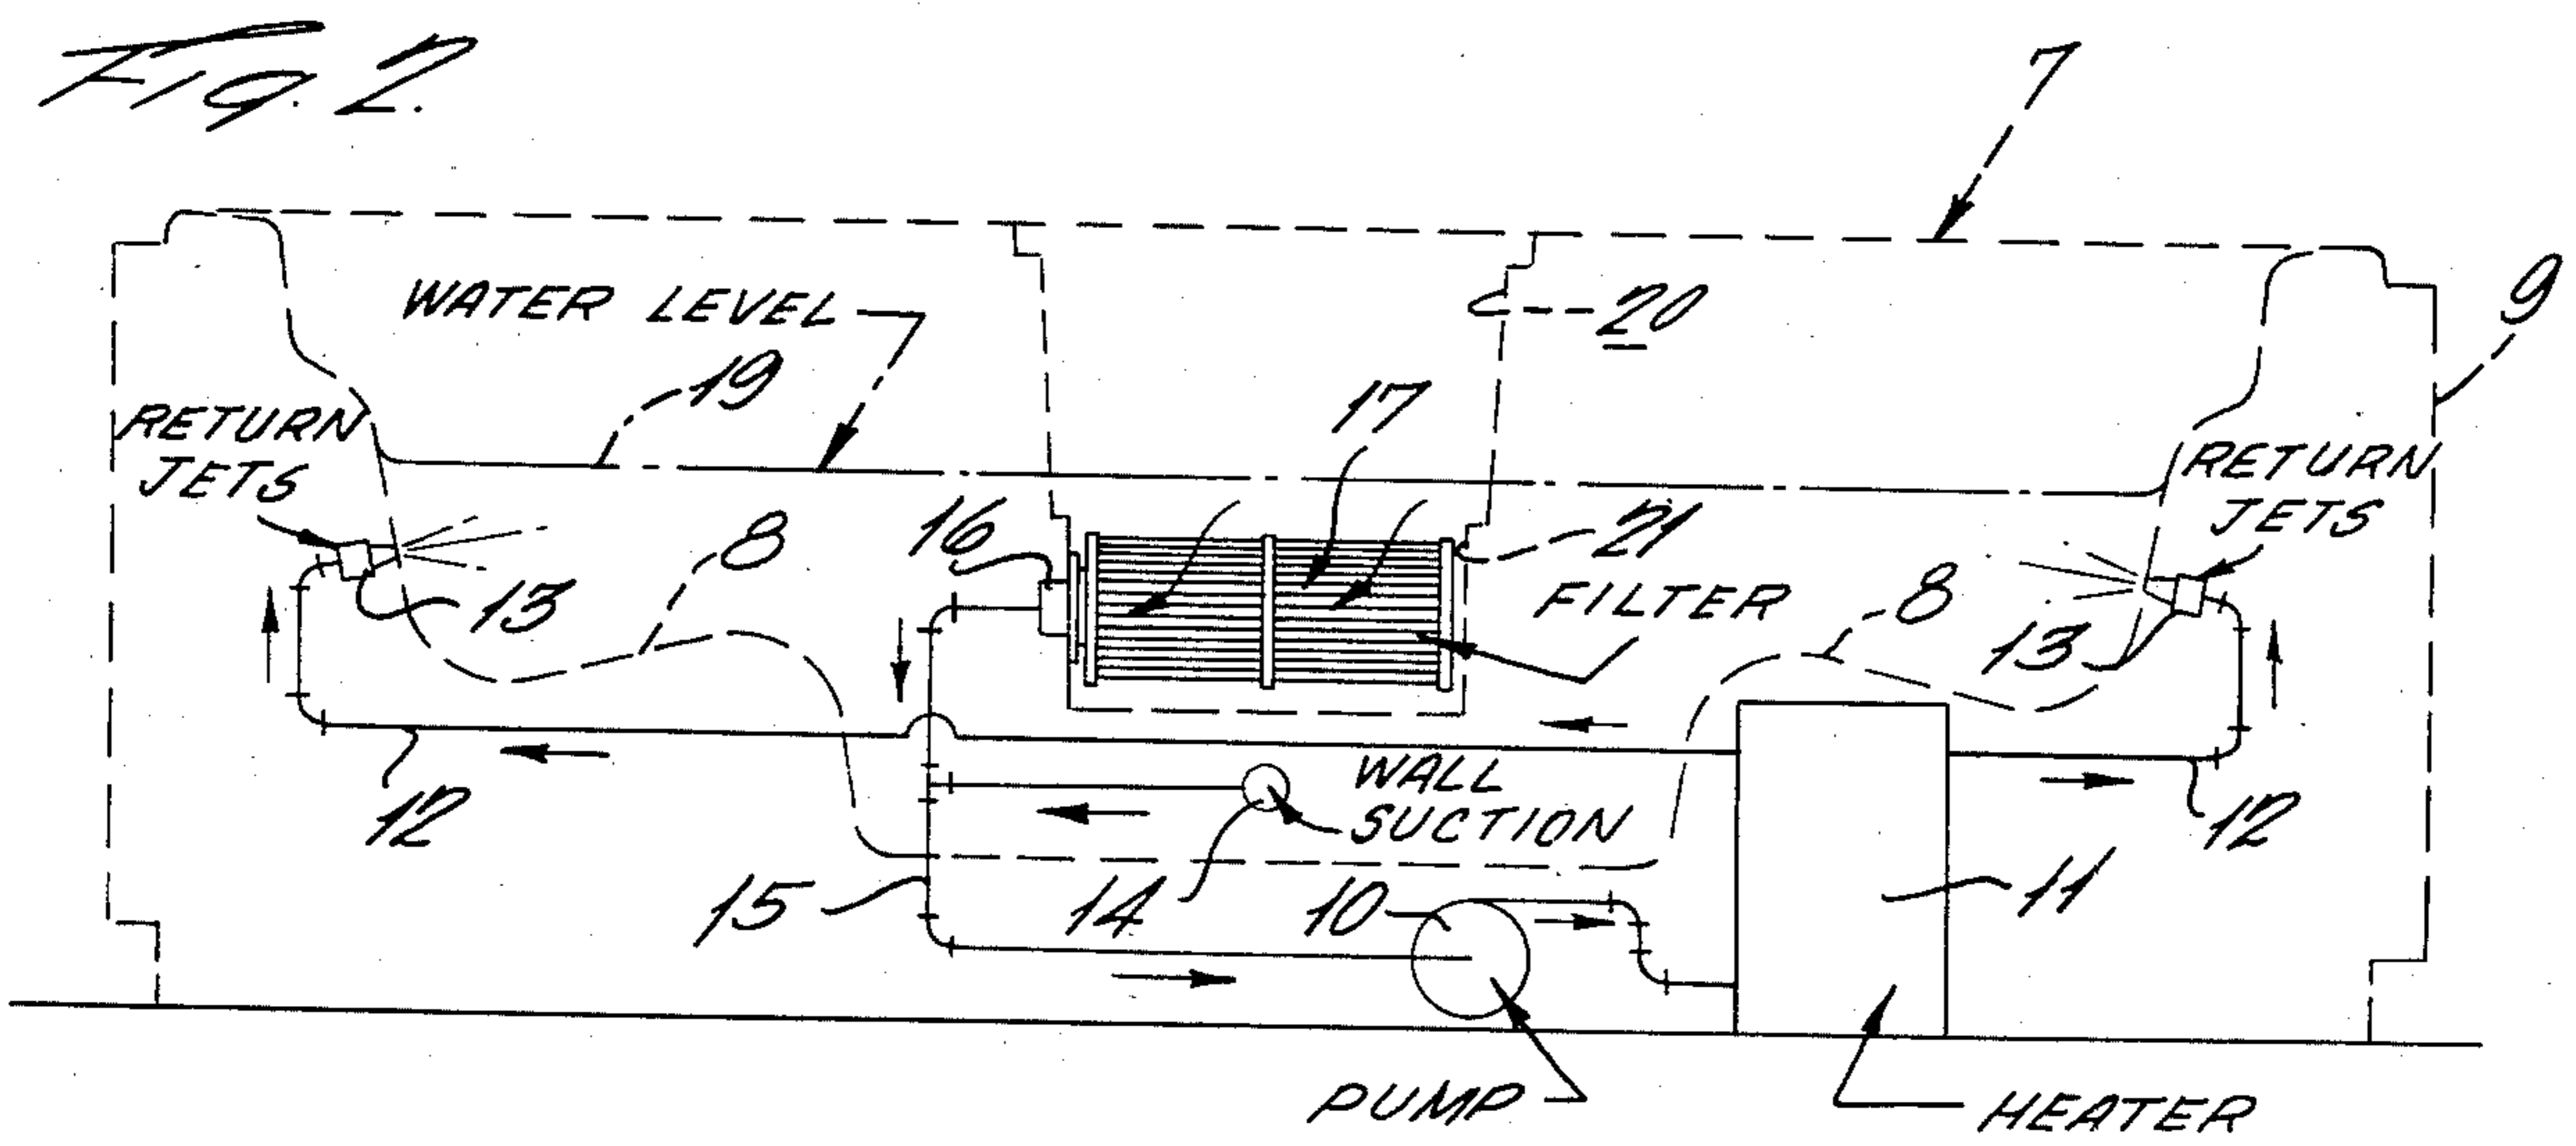 Fig. 2.
7
WATER LEVEL
20
9
19
17
RETURN
JETS
RETURN
JETS
16
8
21
13
FILTER
8
13
WALL
SUCTION
12
12
15
14
10
11
PUMP
HEATER